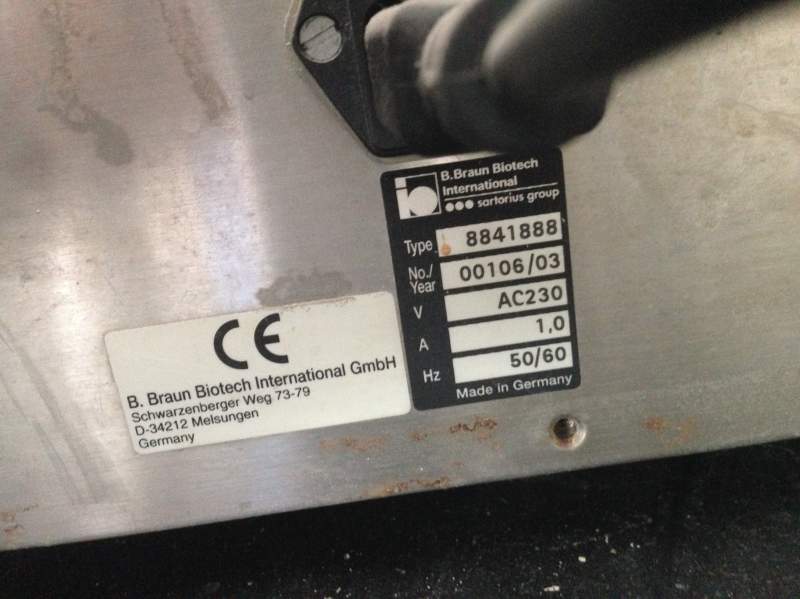 B.Braun Biotech
International
sartorius group
Type 8841888
No./
Year 00106/03
V AC230
A 1,0
Hz 50/60
Made in Germany
CE
B. Braun Biotech International GmbH
Schwarzenberger Weg 73-79
D-34212 Melsungen
Germany